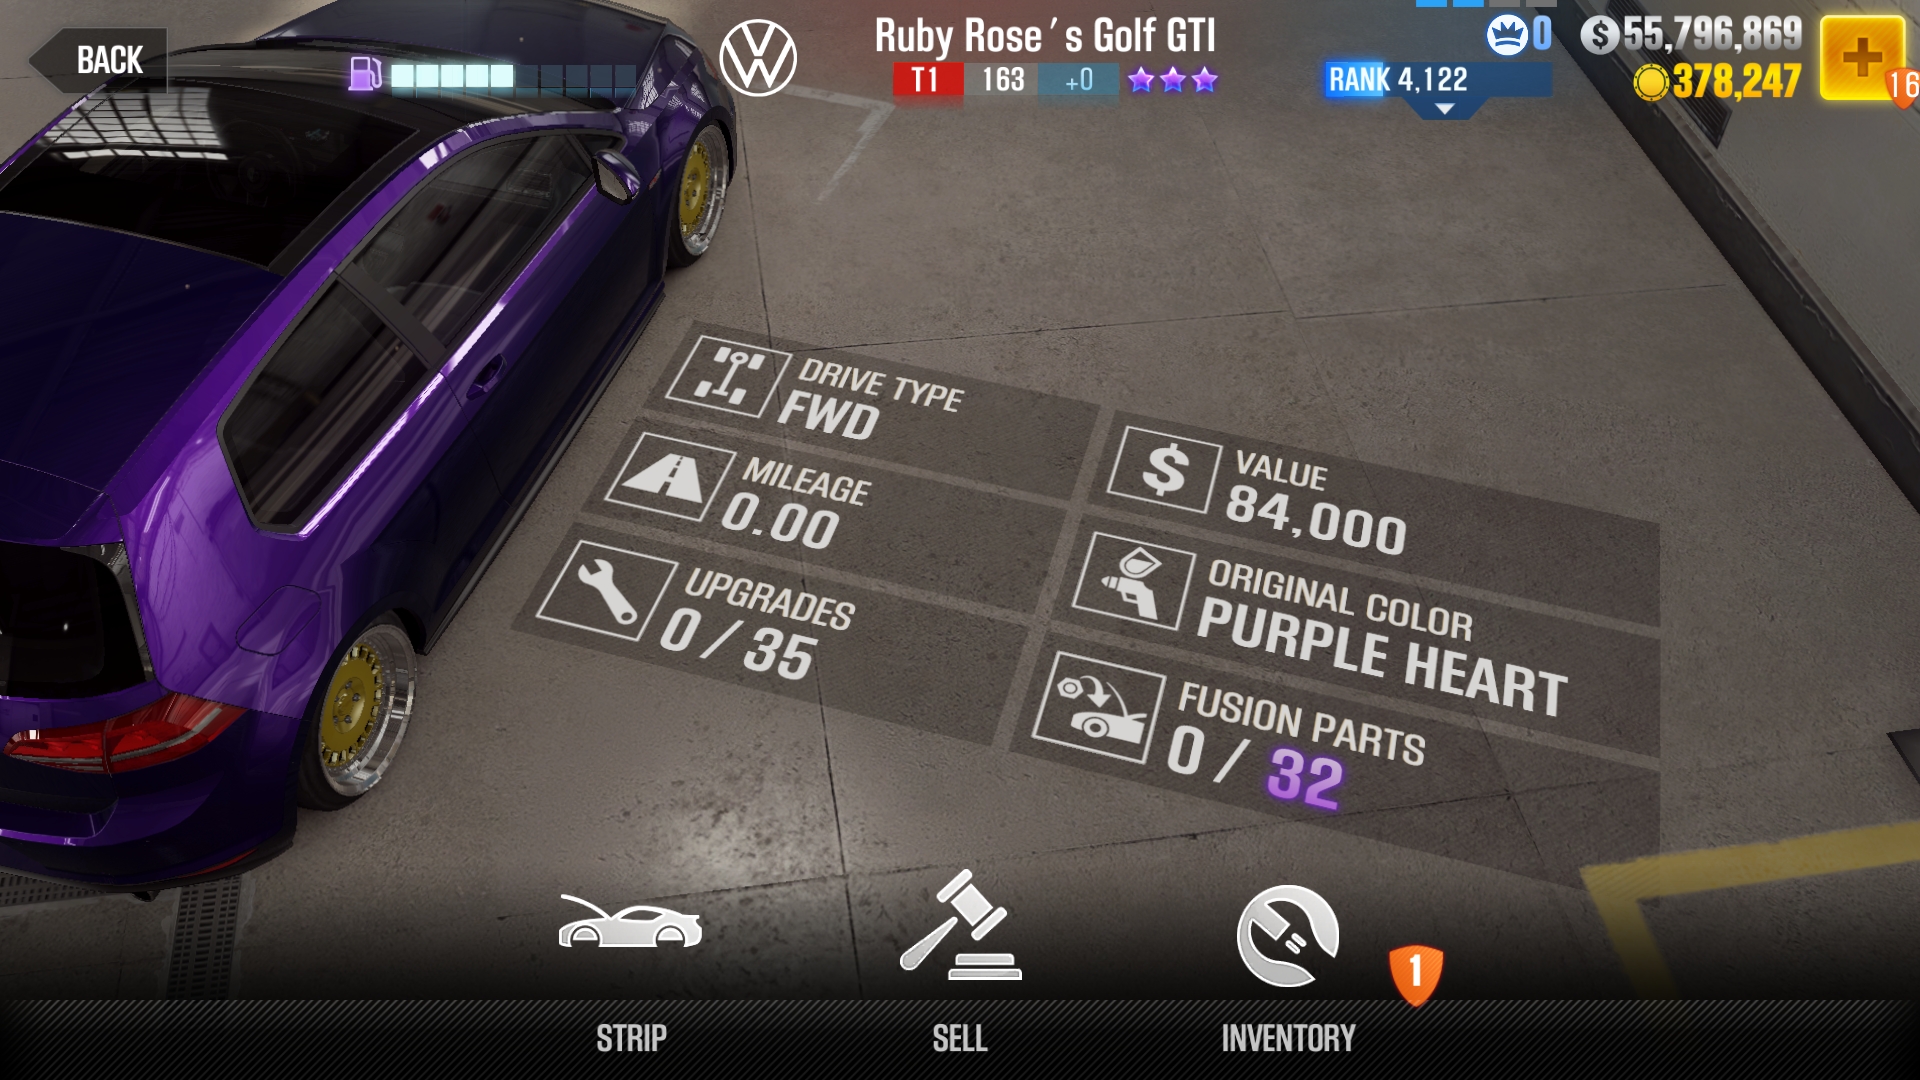 BACK
Ruby Rose's Golf GTI
T1 163 +0
RANK 4,122
0
$ 55,796,869
378,247
16
DRIVE TYPE
FWD
MILEAGE
0.00
UPGRADES
0/35
$ VALUE
84,000
ORIGINAL COLOR
PURPLE HEART
FUSION PARTS
0/32
1
STRIP
SELL
INVENTORY